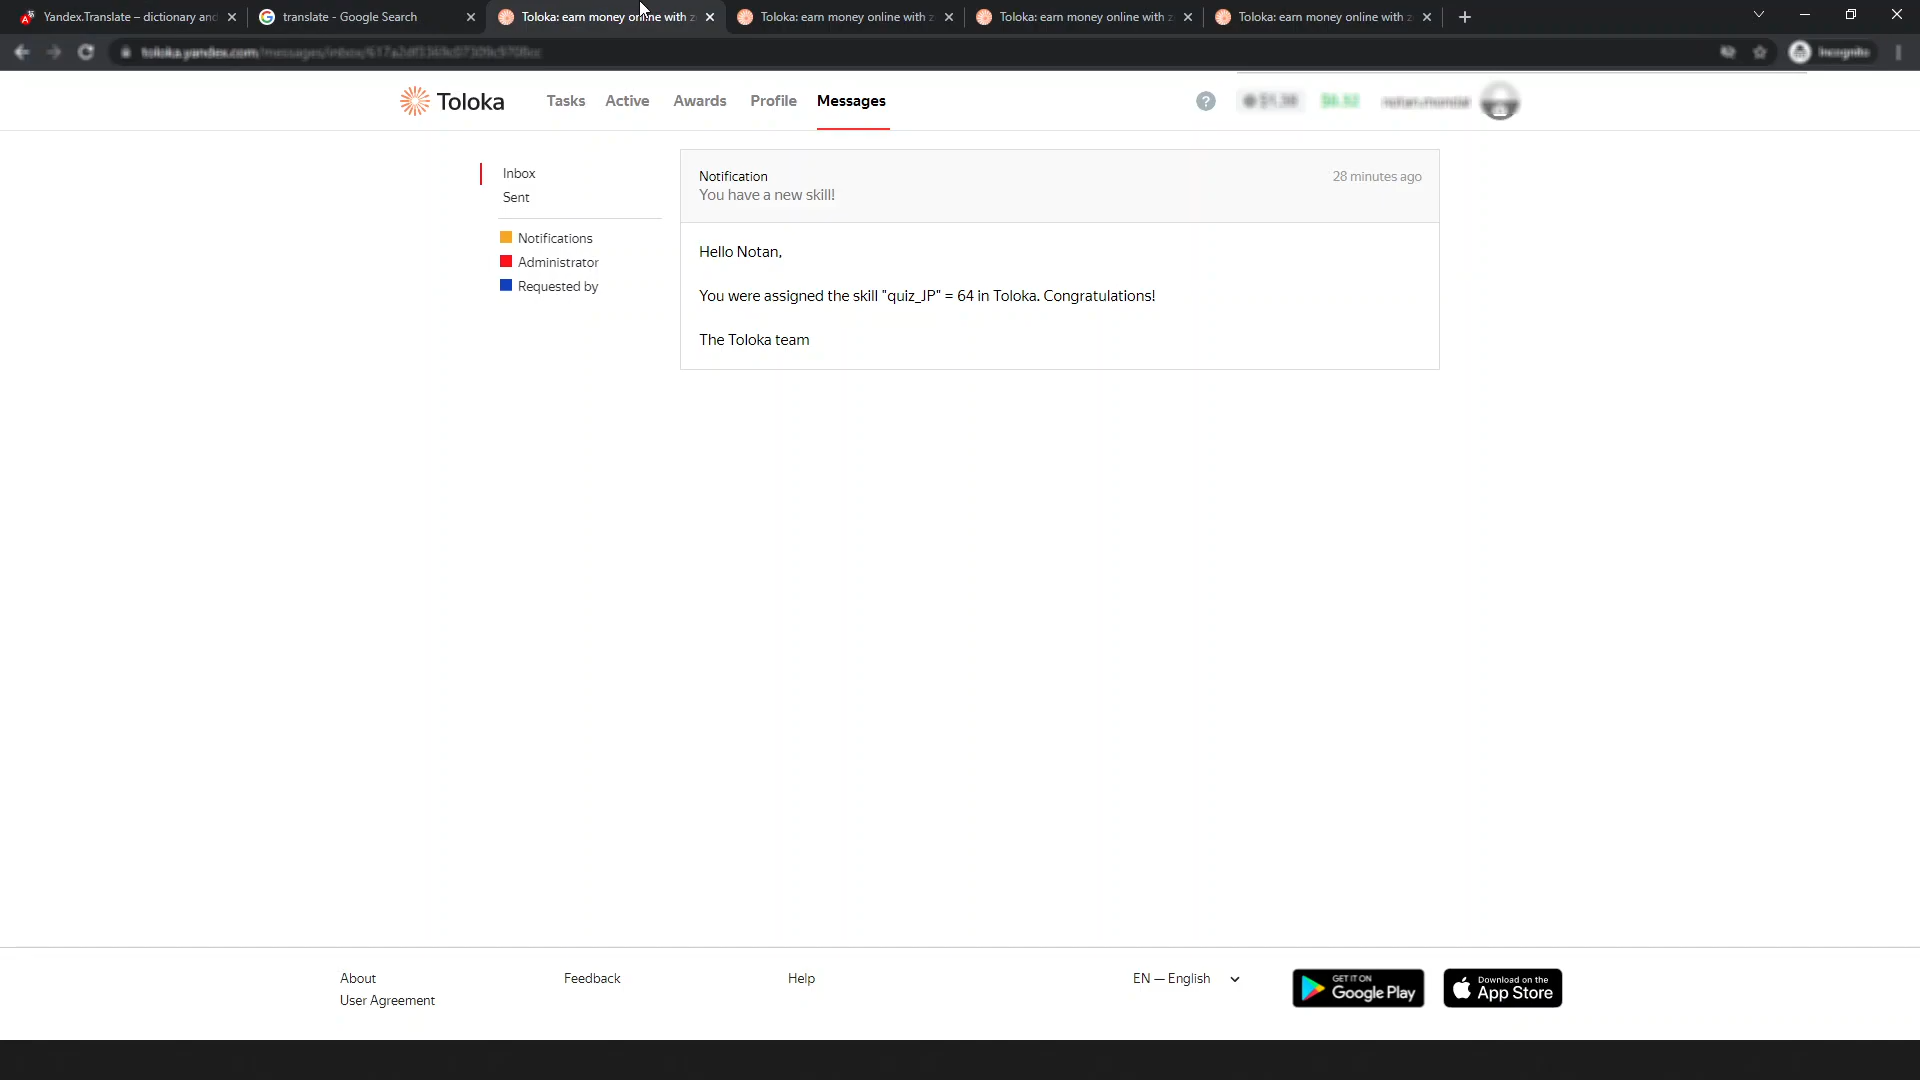 Yandex.Translate – dictionary and
translate - Google Search
Toloka: earn money online with
Toloka: earn money online with z
Toloka: earn money online with z
Toloka: earn money online with z
toloka.yandex.com
Incognito
Toloka
Tasks
Active
Awards
Profile
Messages
?
Inbox
Sent
Notifications
Administrator
Requested by
Notification
28 minutes ago
You have a new skill!
Hello Notan,
You were assigned the skill "quiz_JP" = 64 in Toloka. Congratulations!
The Toloka team
About
User Agreement
Feedback
Help
EN — English
GET IT ON
Google Play
Download on the
App Store